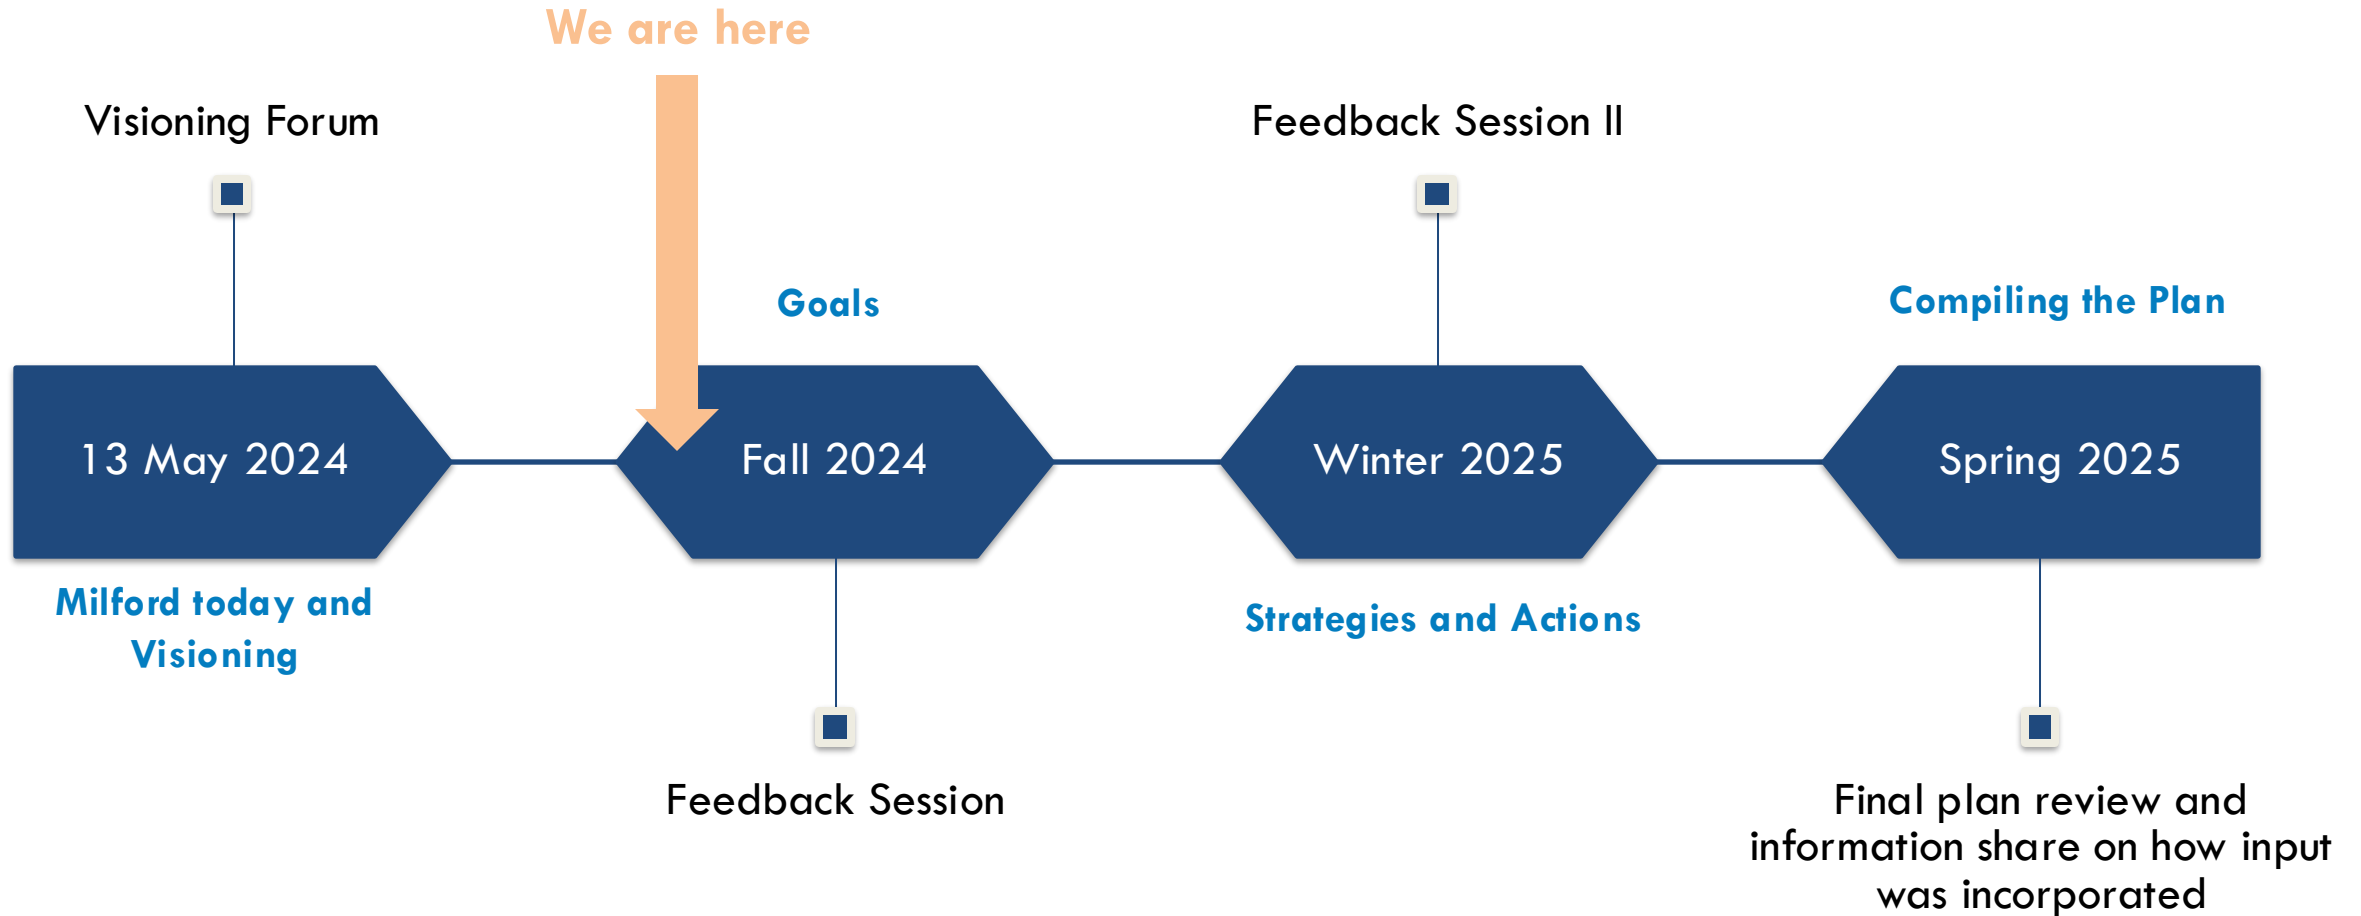 We are here
Visioning Forum
Feedback Session II
Goals
Compiling the Plan
13 May 2024
Fall 2024
Winter 2025
Spring 2025
Milford today and
Visioning
Strategies and Actions
Feedback Session
Final plan review and
information share on how input
was incorporated